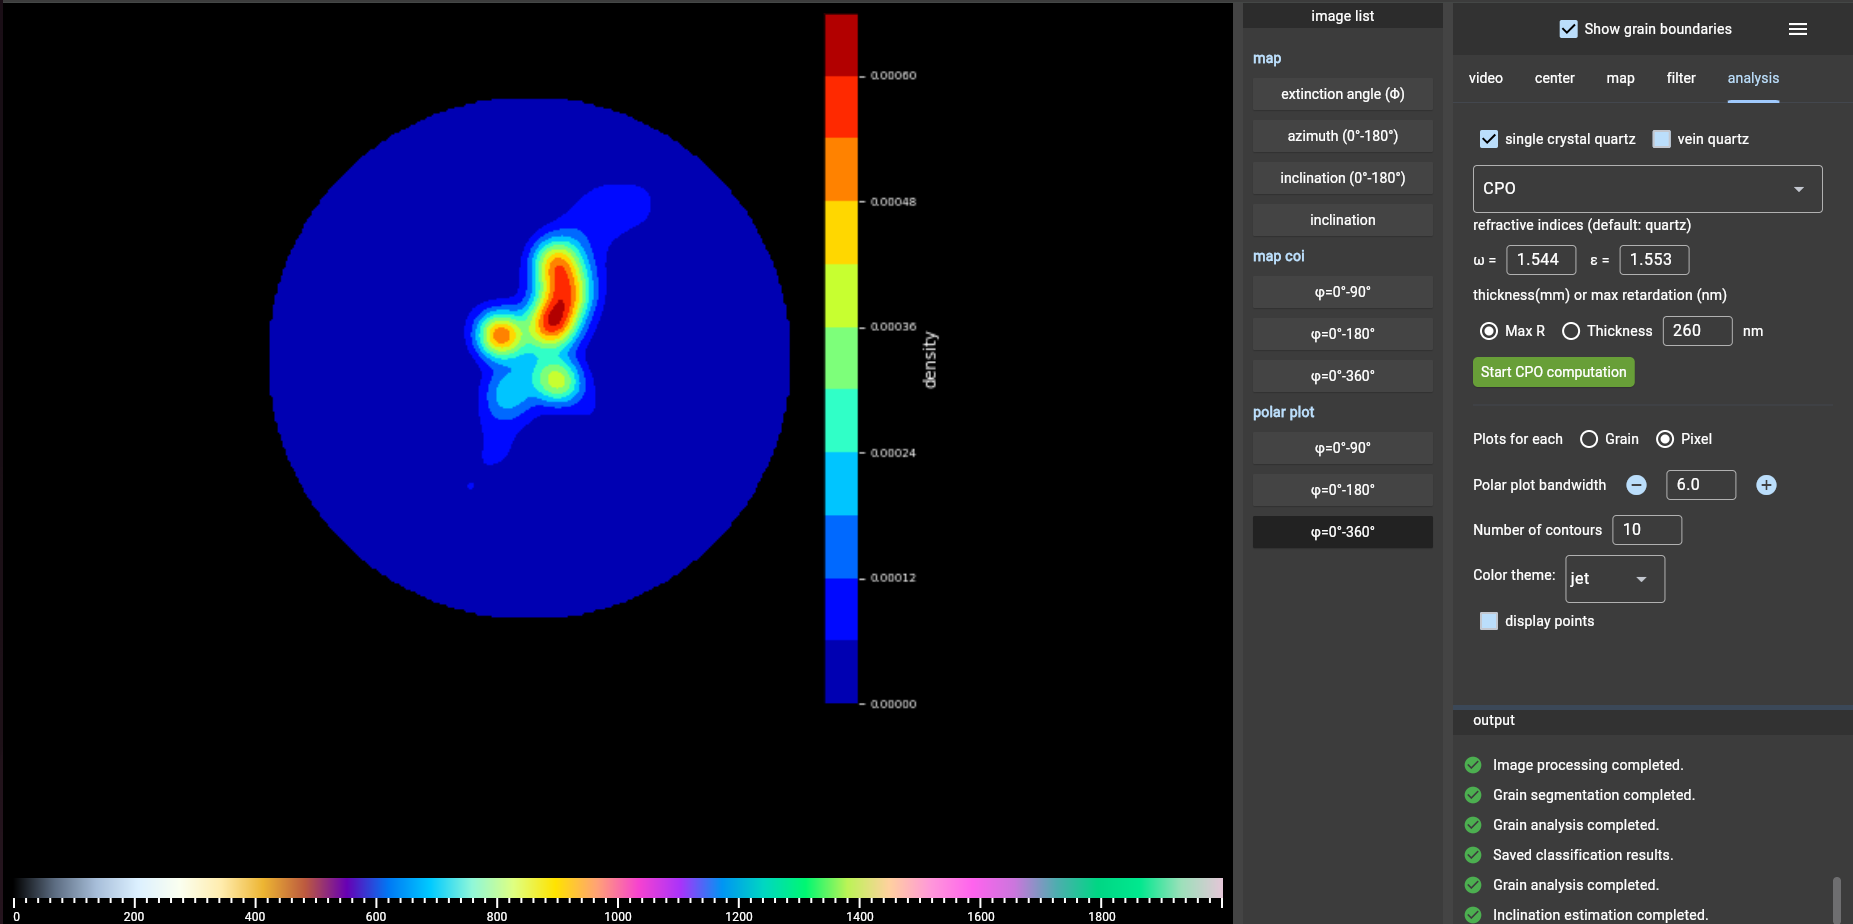 0.00060
0.00048
0.00036
0.00024
0.00012
0.00000
density
0
200
400
600
800
1000
1200
1400
1600
1800
image list
map
extinction angle (Φ)
azimuth (0°-180°)
inclination (0°-180°)
inclination
map coi
φ=0°-90°
φ=0°-180°
φ=0°-360°
polar plot
φ=0°-90°
φ=0°-180°
φ=0°-360°
Show grain boundaries
video center map filter analysis
single crystal quartz vein quartz
CPO
refractive indices (default: quartz)
ω = 1.544 ε = 1.553
thickness(mm) or max retardation (nm)
Max R Thickness 260 nm
Start CPO computation
Plots for each Grain Pixel
Polar plot bandwidth 6.0
Number of contours 10
Color theme: jet
display points
output
Image processing completed.
Grain segmentation completed.
Grain analysis completed.
Saved classification results.
Grain analysis completed.
Inclination estimation completed.